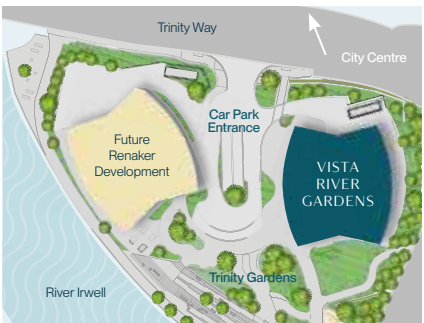 Trinity Way
City Centre
Car Park
Entrance
Future
Renaker
Development
VISTA
RIVER
GARDENS
Trinity Gardens
River Irwell